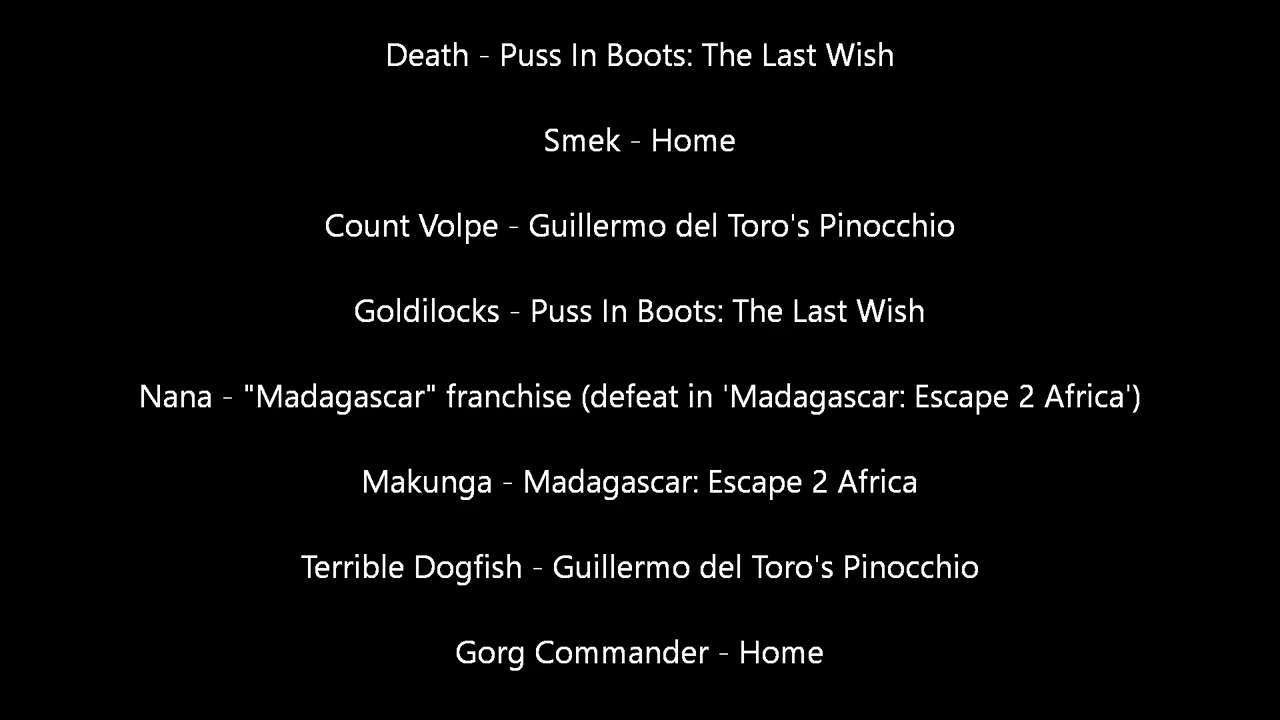 Death - Puss In Boots: The Last Wish
Smek - Home
Count Volpe - Guillermo del Toro's Pinocchio
Goldilocks - Puss In Boots: The Last Wish
Nana - "Madagascar" franchise (defeat in 'Madagascar: Escape 2 Africa')
Makunga - Madagascar: Escape 2 Africa
Terrible Dogfish - Guillermo del Toro's Pinocchio
Gorg Commander - Home